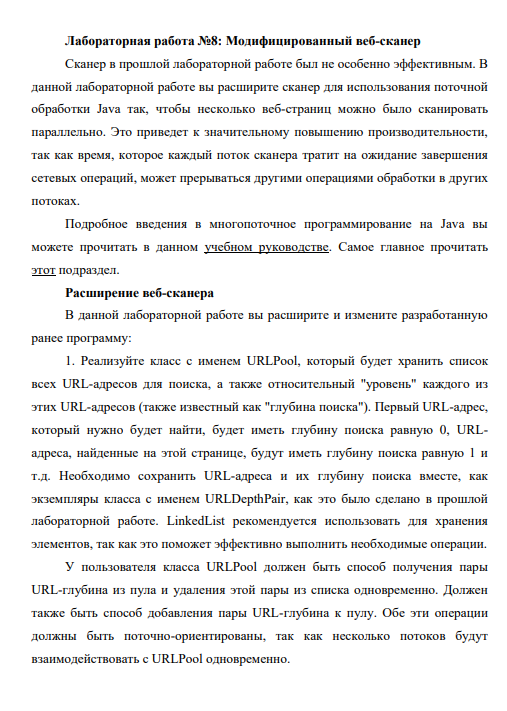 Лабораторная работа №8: Модифицированный веб-сканер
Сканер в прошлой лабораторной работе был не особенно эффективным. В
данной лабораторной работе вы расширите сканер для использования поточной
обработки Java так, чтобы несколько веб-страниц можно было сканировать
параллельно. Это приведет к значительному повышению производительности,
так как время, которое каждый поток сканера тратит на ожидание завершения
сетевых операций, может прерываться другими операциями обработки в других
потоках.
Подробное введения в многопоточное программирование на Java вы
можете прочитать в данном учебном руководстве. Самое главное прочитать
этот подраздел.
Расширение веб-сканера
В данной лабораторной работе вы расширите и измените разработанную
ранее программу:
1. Реализуйте класс с именем URLPool, который будет хранить список
всех URL-адресов для поиска, а также относительный "уровень" каждого из
этих URL-адресов (также известный как "глубина поиска"). Первый URL-адрес,
который нужно будет найти, будет иметь глубину поиска равную 0, URL-
адреса, найденные на этой странице, будут иметь глубину поиска равную 1 и
т.д. Необходимо сохранить URL-адреса и их глубину поиска вместе, как
экземпляры класса с именем URLDepthPair, как это было сделано в прошлой
лабораторной работе. LinkedList рекомендуется использовать для хранения
элементов, так как это поможет эффективно выполнить необходимые операции.
У пользователя класса URLPool должен быть способ получения пары
URL-глубина из пула и удаления этой пары из списка одновременно. Должен
также быть способ добавления пары URL-глубина к пулу. Обе эти операции
должны быть поточно-ориентированы, так как несколько потоков будут
взаимодействовать с URLPool одновременно.